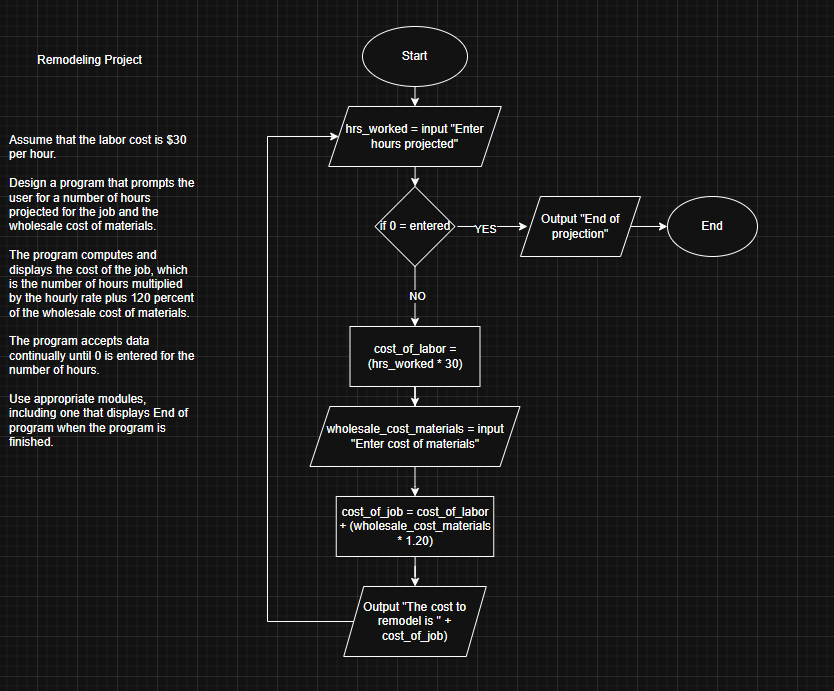 Remodeling Project
Assume that the labor cost is $30
per hour.
Design a program that prompts the
user for a number of hours
projected for the job and the
wholesale cost of materials.
The program computes and
displays the cost of the job, which
is the number of hours multiplied
by the hourly rate plus 120 percent
of the wholesale cost of materials.
The program accepts data
continually until 0 is entered for the
number of hours.
Use appropriate modules,
including one that displays End of
program when the program is
finished.
Start
hrs_worked = input "Enter
hours projected"
if 0 = entered
YES
Output "End of
projection"
End
NO
cost_of_labor =
(hrs_worked * 30)
wholesale_cost_materials = input
"Enter cost of materials"
cost_of_job = cost_of_labor
+ (wholesale_cost_materials
* 1.20)
Output "The cost to
remodel is " +
cost_of_job)